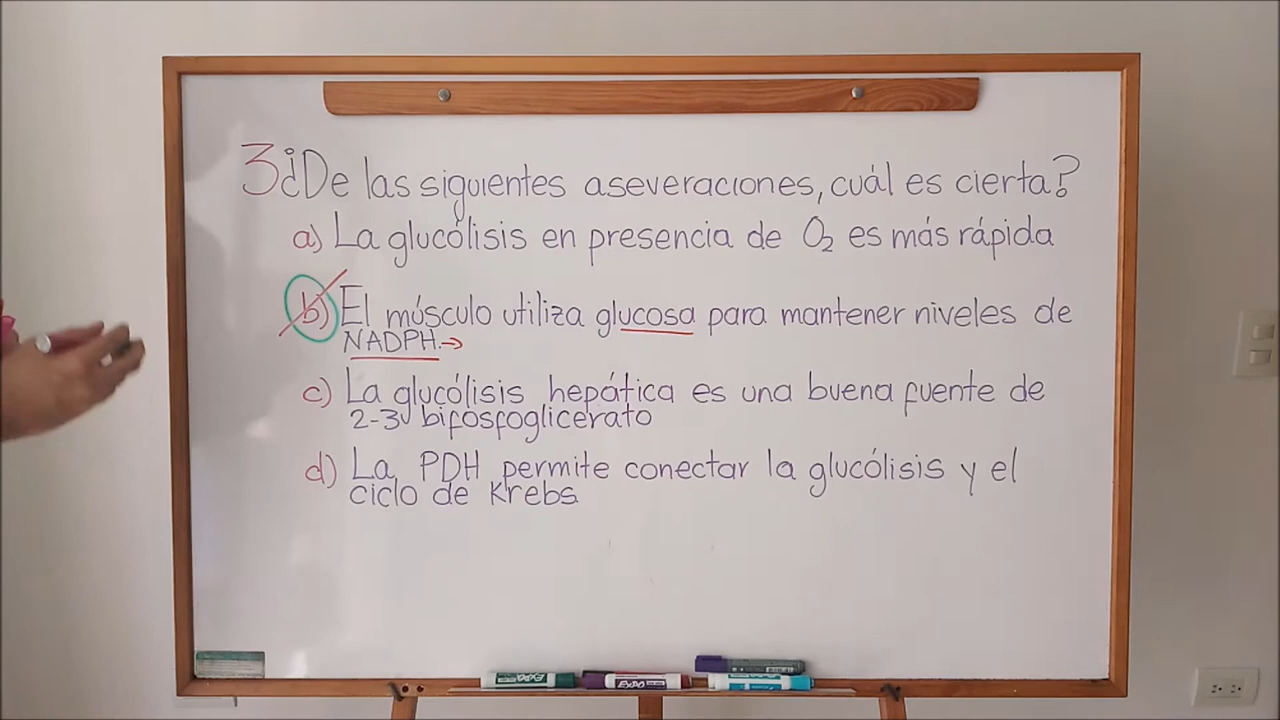 3 ¿De las siguientes aseveraciones, cuál es cierta?
a) La glucólisis en presencia de O₂ es más rápida
b) El músculo utiliza glucosa para mantener niveles de
NADPH.→
c) La glucólisis hepática es una buena fuente de
2-3 bifosfoglicerato
d) La PDH permite conectar la glucólisis y el
ciclo de Krebs
EXPO
EXPO